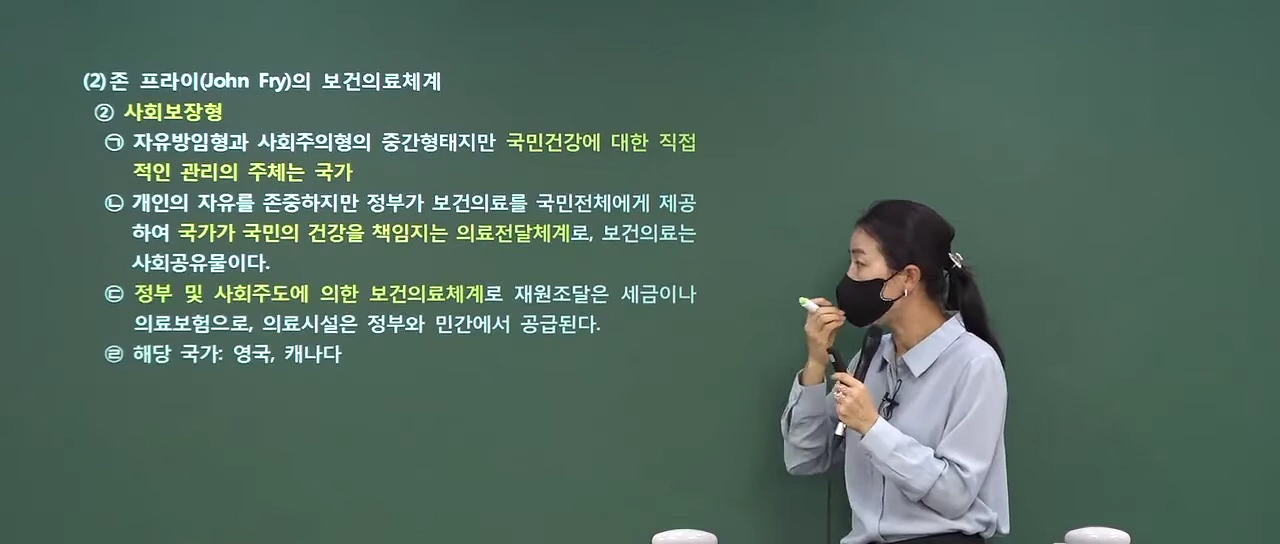 (2) 존 프라이(John Fry)의 보건의료체계
② 사회보장형
㉠ 자유방임형과 사회주의형의 중간형태지만 국민건강에 대한 직접
적인 관리의 주체는 국가
㉡ 개인의 자유를 존중하지만 정부가 보건의료를 국민전체에게 제공
하여 국가가 국민의 건강을 책임지는 의료전달체계로, 보건의료는
사회공유물이다.
㉢ 정부 및 사회주도에 의한 보건의료체계로 재원조달은 세금이나
의료보험으로, 의료시설은 정부와 민간에서 공급된다.
㉣ 해당 국가: 영국, 캐나다